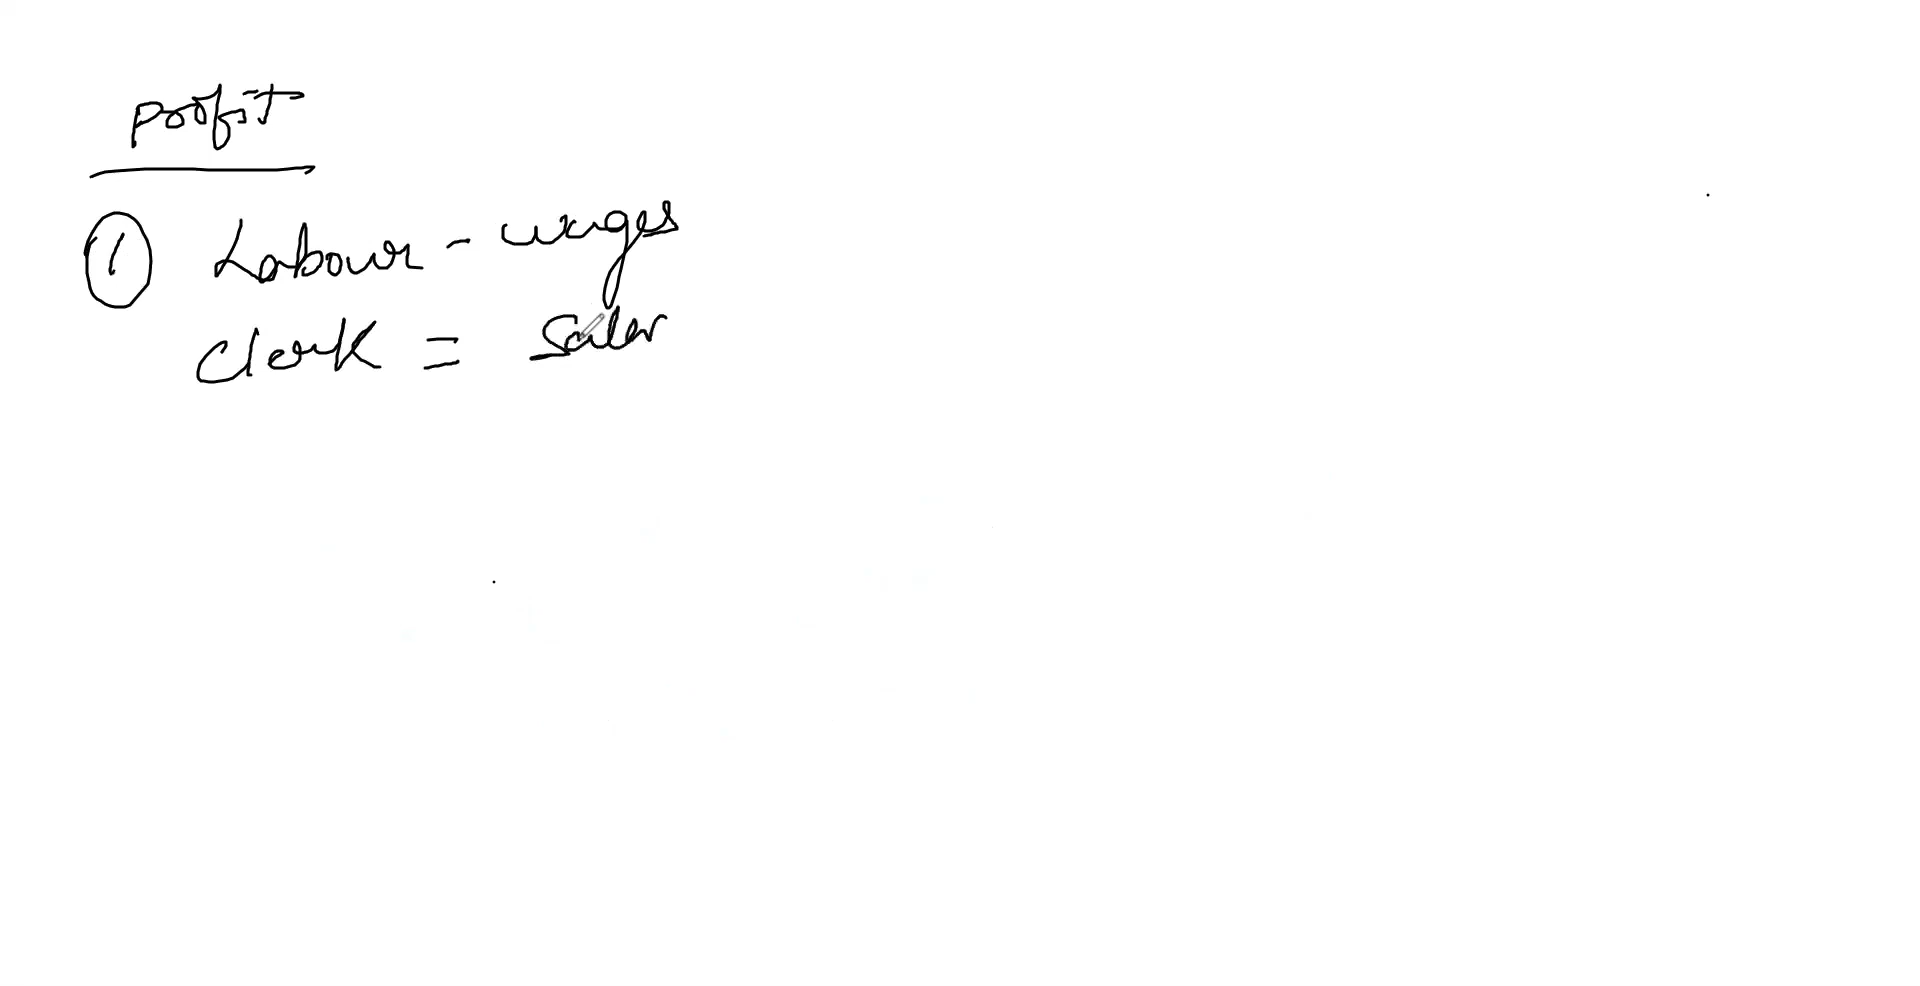 Profit
① Labour - wages
Clerk = Salar